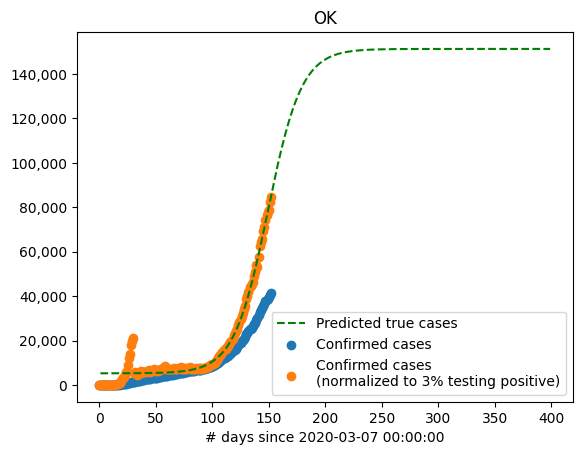 OK
140,000
120,000
100,000
80,000
60,000
40,000
20,000
0
Predicted true cases
Confirmed cases
Confirmed cases
(normalized to 3% testing positive)
0 50 100 150 200 250 300 350 400
# days since 2020-03-07 00:00:00